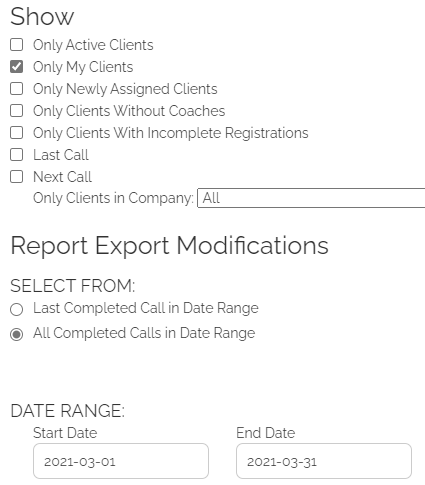 Show
Only Active Clients
Only My Clients
Only Newly Assigned Clients
Only Clients Without Coaches
Only Clients With Incomplete Registrations
Last Call
Next Call
Only Clients in Company: All
Report Export Modifications
SELECT FROM:
Last Completed Call in Date Range
All Completed Calls in Date Range
DATE RANGE:
Start Date End Date
2021-03-01 2021-03-31